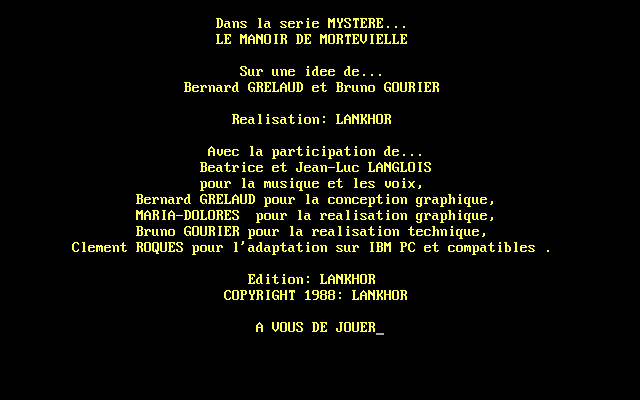 Dans la serie MYSTERE...
LE MANOIR DE MORTEVIELLE
Sur une idee de...
Bernard GRELAUD et Bruno GOURIER
Realisation: LANKHOR
Avec la participation de...
Beatrice et Jean-Luc LANGLOIS
pour la musique et les voix,
Bernard GRELAUD pour la conception graphique,
MARIA-DOLORES  pour la realisation graphique,
Bruno GOURIER pour la realisation technique,
Clement ROQUES pour l'adaptation sur IBM PC et compatibles .
Edition: LANKHOR
COPYRIGHT 1988: LANKHOR
A VOUS DE JOUER_